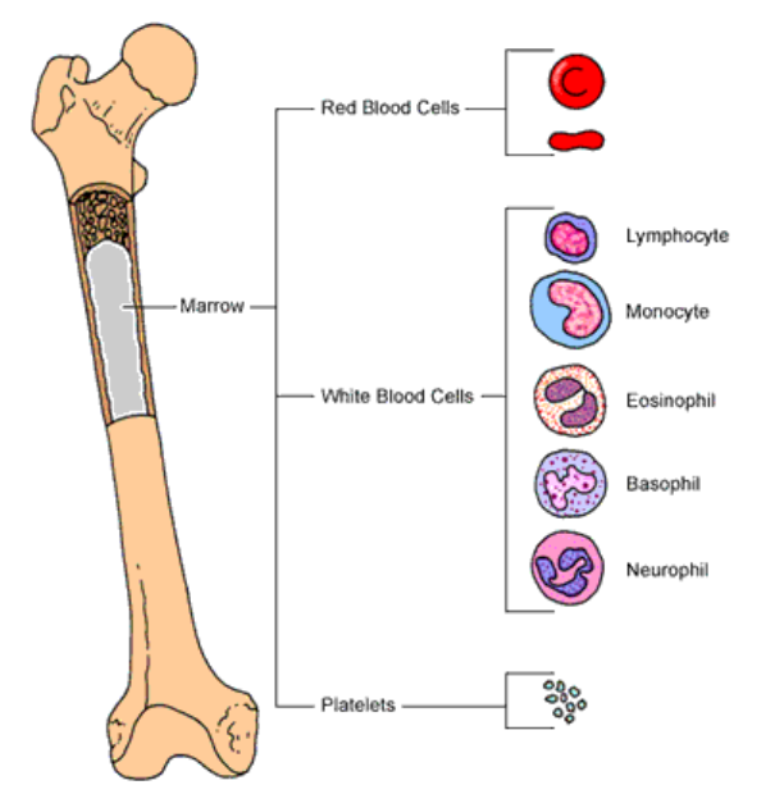 Red Blood Cells
Lymphocyte
Marrow
Monocyte
White Blood Cells
Eosinophil
Basophil
Neurophil
Platelets